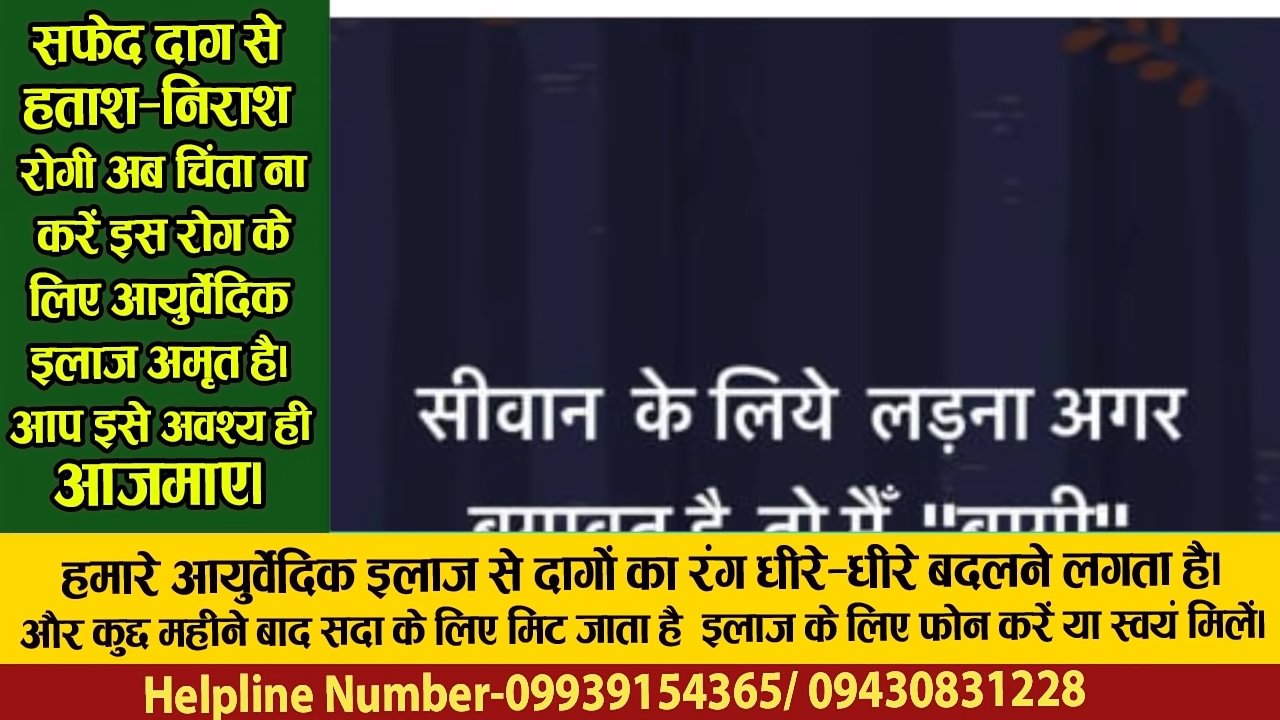 सफेद दाग से
हताश-निराश
रोगी अब चिंता ना
करें इस रोग के
लिए आयुर्वेदिक
इलाज अमृत है।
आप इसे अवश्य ही
आजमाए।
सीवान के लिये लड़ना अगर
है तो मैं "बागी"
हमारे आयुर्वेदिक इलाज से दागों का रंग धीरे-धीरे बदलने लगता है।
और कुछ महीने बाद सदा के लिए मिट जाता है इलाज के लिए फोन करें या स्वयं मिलें।
Helpline Number-09939154365/ 09430831228